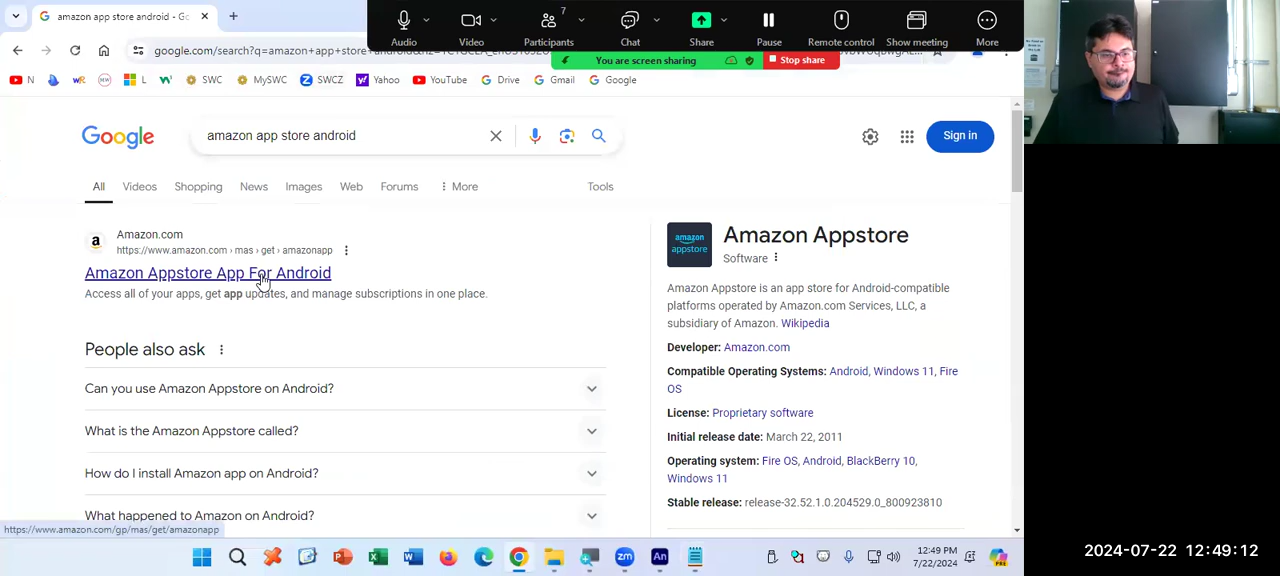 amazon app store android - Go
7
Audio
Video
Participants
Chat
Share
Pause
Remote control
Show meeting
More
You are screen sharing
Stop share
N
L
SWC
MySWC
SWGZ
Yahoo
YouTube
Drive
Gmail
Google
Google
amazon app store android
Sign in
All
Videos
Shopping
News
Images
Web
Forums
More
Tools
Amazon.com
https://www.amazon.com › mas › get › amazonapp
Amazon Appstore App For Android
Access all of your apps, get app updates, and manage subscriptions in one place.
People also ask
Can you use Amazon Appstore on Android?
What is the Amazon Appstore called?
How do I install Amazon app on Android?
What happened to Amazon on Android?
amazon
appstore
Amazon Appstore
Software
Amazon Appstore is an app store for Android-compatible
platforms operated by Amazon.com Services, LLC, a
subsidiary of Amazon. Wikipedia
Developer: Amazon.com
Compatible Operating Systems: Android, Windows 11, Fire
OS
License: Proprietary software
Initial release date: March 22, 2011
Operating system: Fire OS, Android, BlackBerry 10,
Windows 11
Stable release: release-32.52.1.0.204529.0_800923810
https://www.amazon.com/gp/mas/get/amazonapp
12:49 PM
7/22/2024
2024-07-22 12:49:12